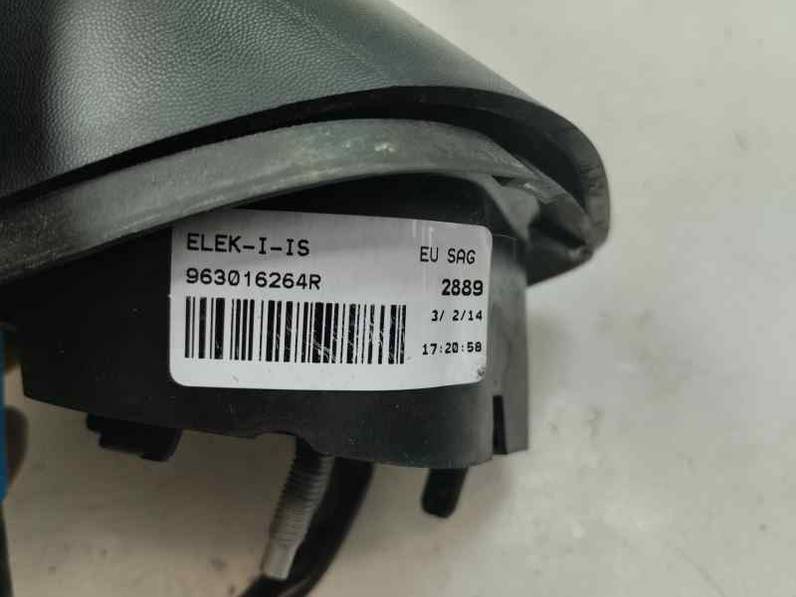 ELEK-I-IS
963016264R
EU SAG
2889
3/ 2/14
17:20:58